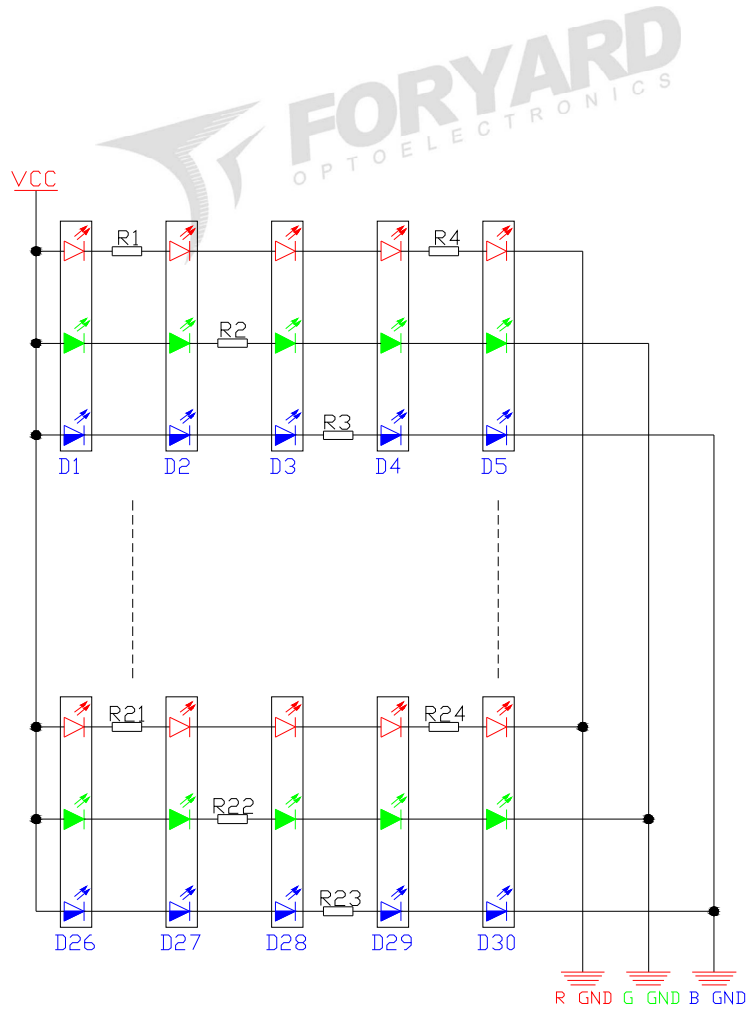 FORYARD
OPTOELECTRONICS
VCC
R1 R4
R2
R3
D1 D2 D3 D4 D5
R21 R24
R22
R23
D26 D27 D28 D29 D30
R GND G GND B GND